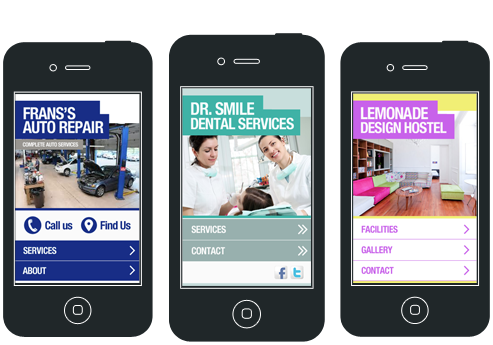 FRANS'S
AUTO REPAIR
COMPLETE AUTO SERVICES
Call us
Find Us
SERVICES
ABOUT
DR. SMILE
DENTAL SERVICES
SERVICES
CONTACT
f t
LEMONADE
DESIGN HOSTEL
FACILITIES
GALLERY
CONTACT